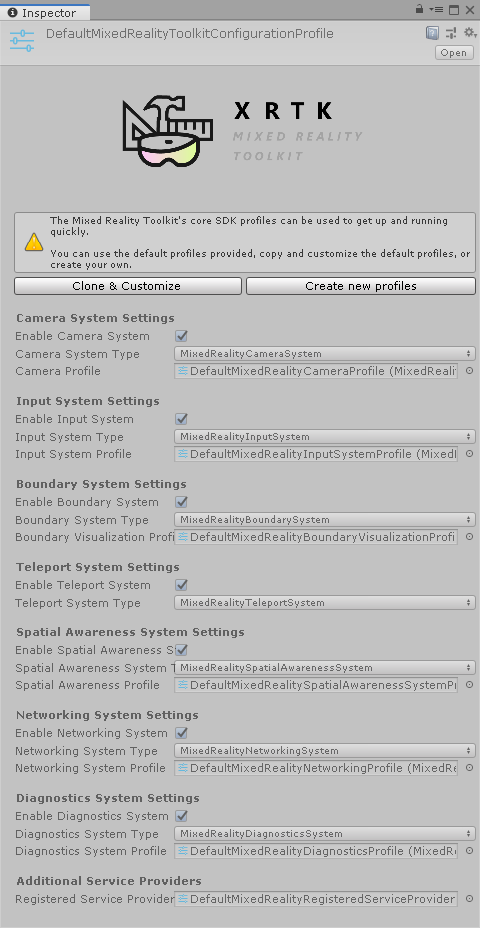 Inspector
DefaultMixedRealityToolkitConfigurationProfile
Open
XRTK
MIXED REALITY
TOOLKIT
The Mixed Reality Toolkit's core SDK profiles can be used to get up and running
quickly.
You can use the default profiles provided, copy and customize the default profiles, or
create your own.
Clone & Customize Create new profiles
Camera System Settings
Enable Camera System
Camera System Type MixedRealityCameraSystem
Camera Profile DefaultMixedRealityCameraProfile (MixedRealit
Input System Settings
Enable Input System
Input System Type MixedRealityInputSystem
Input System Profile DefaultMixedRealityInputSystemProfile (MixedI
Boundary System Settings
Enable Boundary System
Boundary System Type MixedRealityBoundarySystem
Boundary Visualization Profi DefaultMixedRealityBoundaryVisualizationProfi
Teleport System Settings
Enable Teleport System
Teleport System Type MixedRealityTeleportSystem
Spatial Awareness System Settings
Enable Spatial Awareness S
Spatial Awareness System T MixedRealitySpatialAwarenessSystem
Spatial Awareness Profile DefaultMixedRealitySpatialAwarenessSystemP
Networking System Settings
Enable Networking System
Networking System Type MixedRealityNetworkingSystem
Networking System Profile DefaultMixedRealityNetworkingProfile (MixedRe
Diagnostics System Settings
Enable Diagnostics System
Diagnostics System Type MixedRealityDiagnosticsSystem
Diagnostics System Profile DefaultMixedRealityDiagnosticsProfile (MixedR
Additional Service Providers
Registered Service Provider DefaultMixedRealityRegisteredServiceProvider